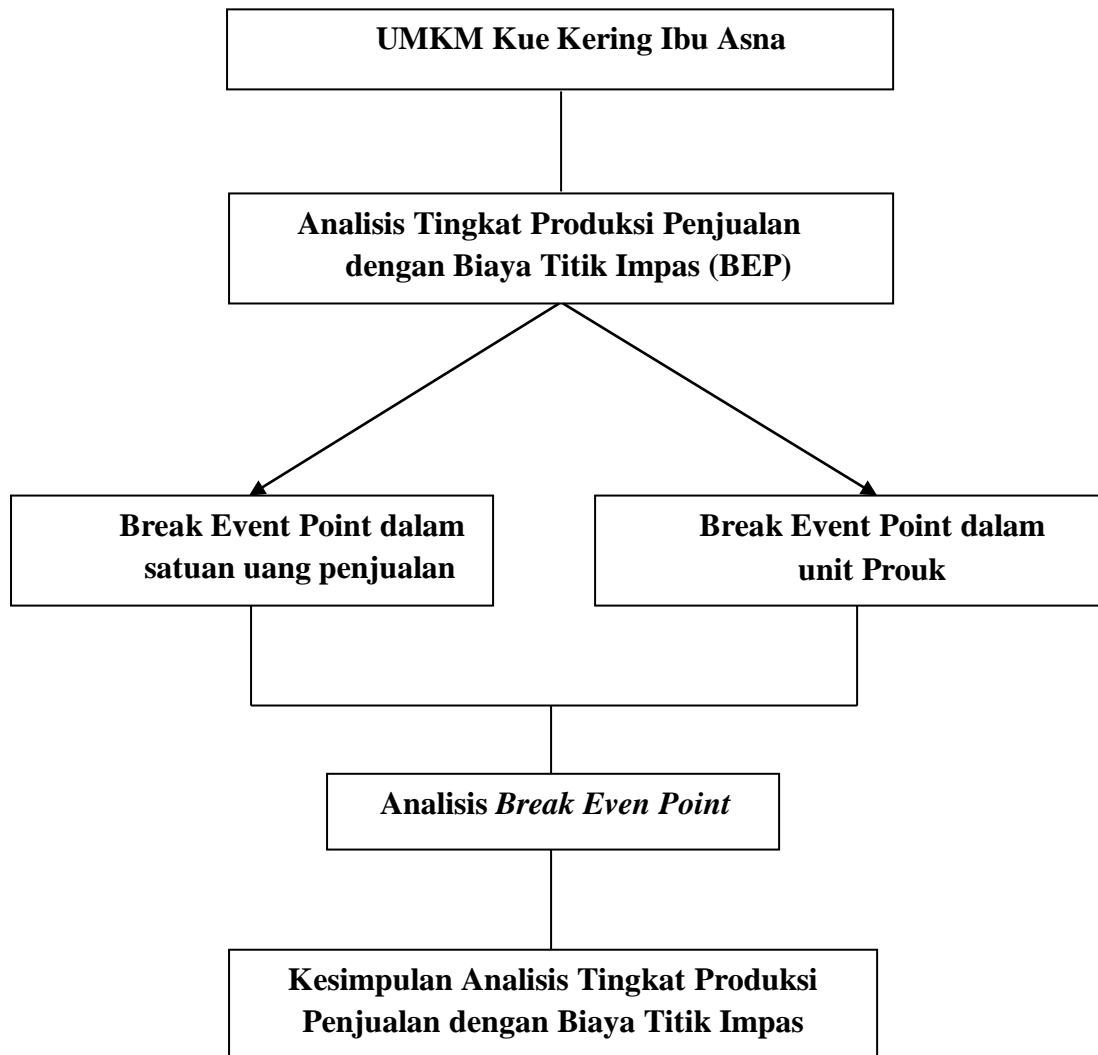 UMKM Kue Kering Ibu Asna
Analisis Tingkat Produksi Penjualan
dengan Biaya Titik Impas (BEP)
Break Event Point dalam
satuan uang penjualan
Break Event Point dalam
unit Prouk
Analisis Break Even Point
Kesimpulan Analisis Tingkat Produksi
Penjualan dengan Biaya Titik Impas